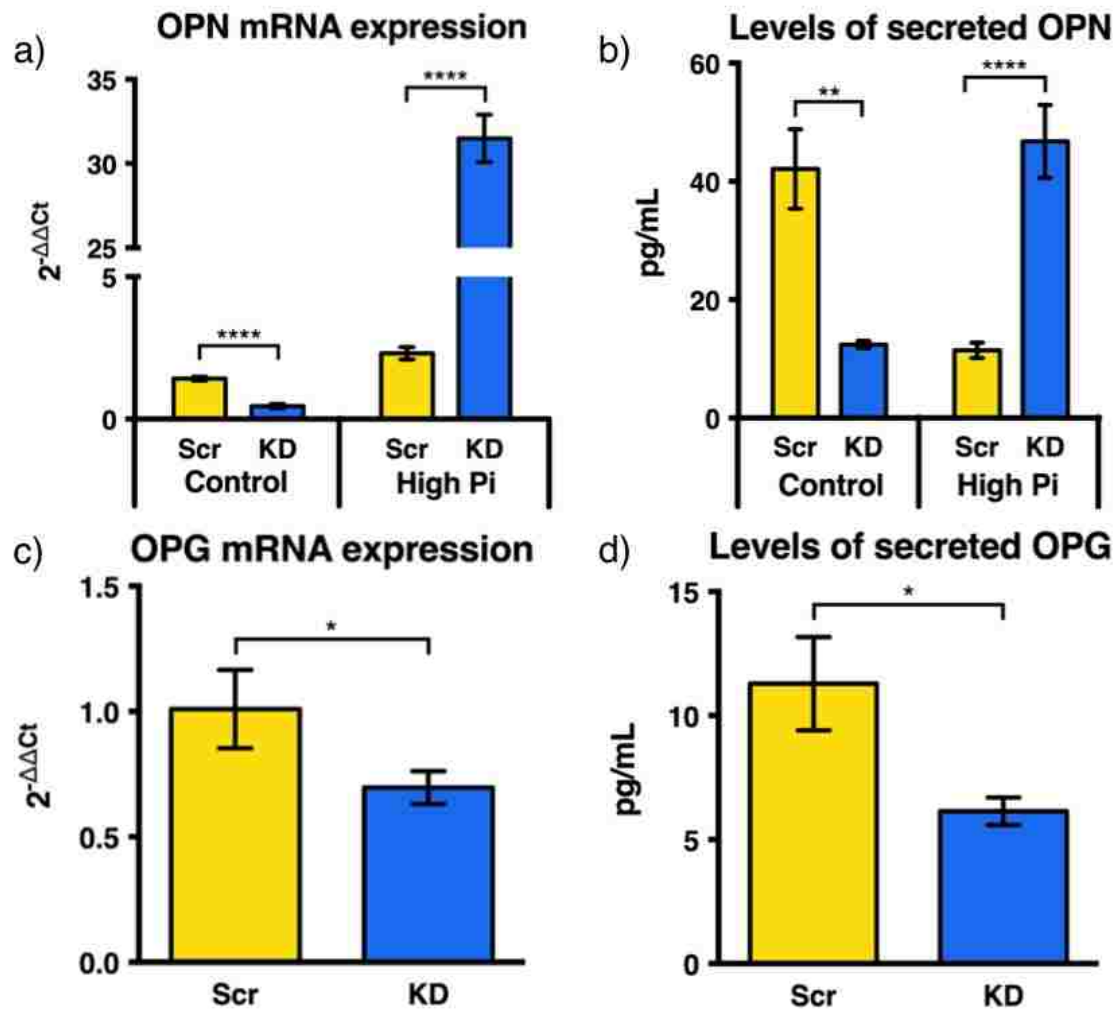 a)
OPN mRNA expression
2^-ΔΔCt
35
30
25
5
0
****
****
Scr
KD
Scr
KD
Control
High Pi
b)
Levels of secreted OPN
pg/mL
60
40
20
0
**
****
Scr
KD
Scr
KD
Control
High Pi
c)
OPG mRNA expression
2^-ΔΔCt
1.5
1.0
0.5
0.0
*
Scr
KD
d)
Levels of secreted OPG
pg/mL
15
10
5
0
*
Scr
KD